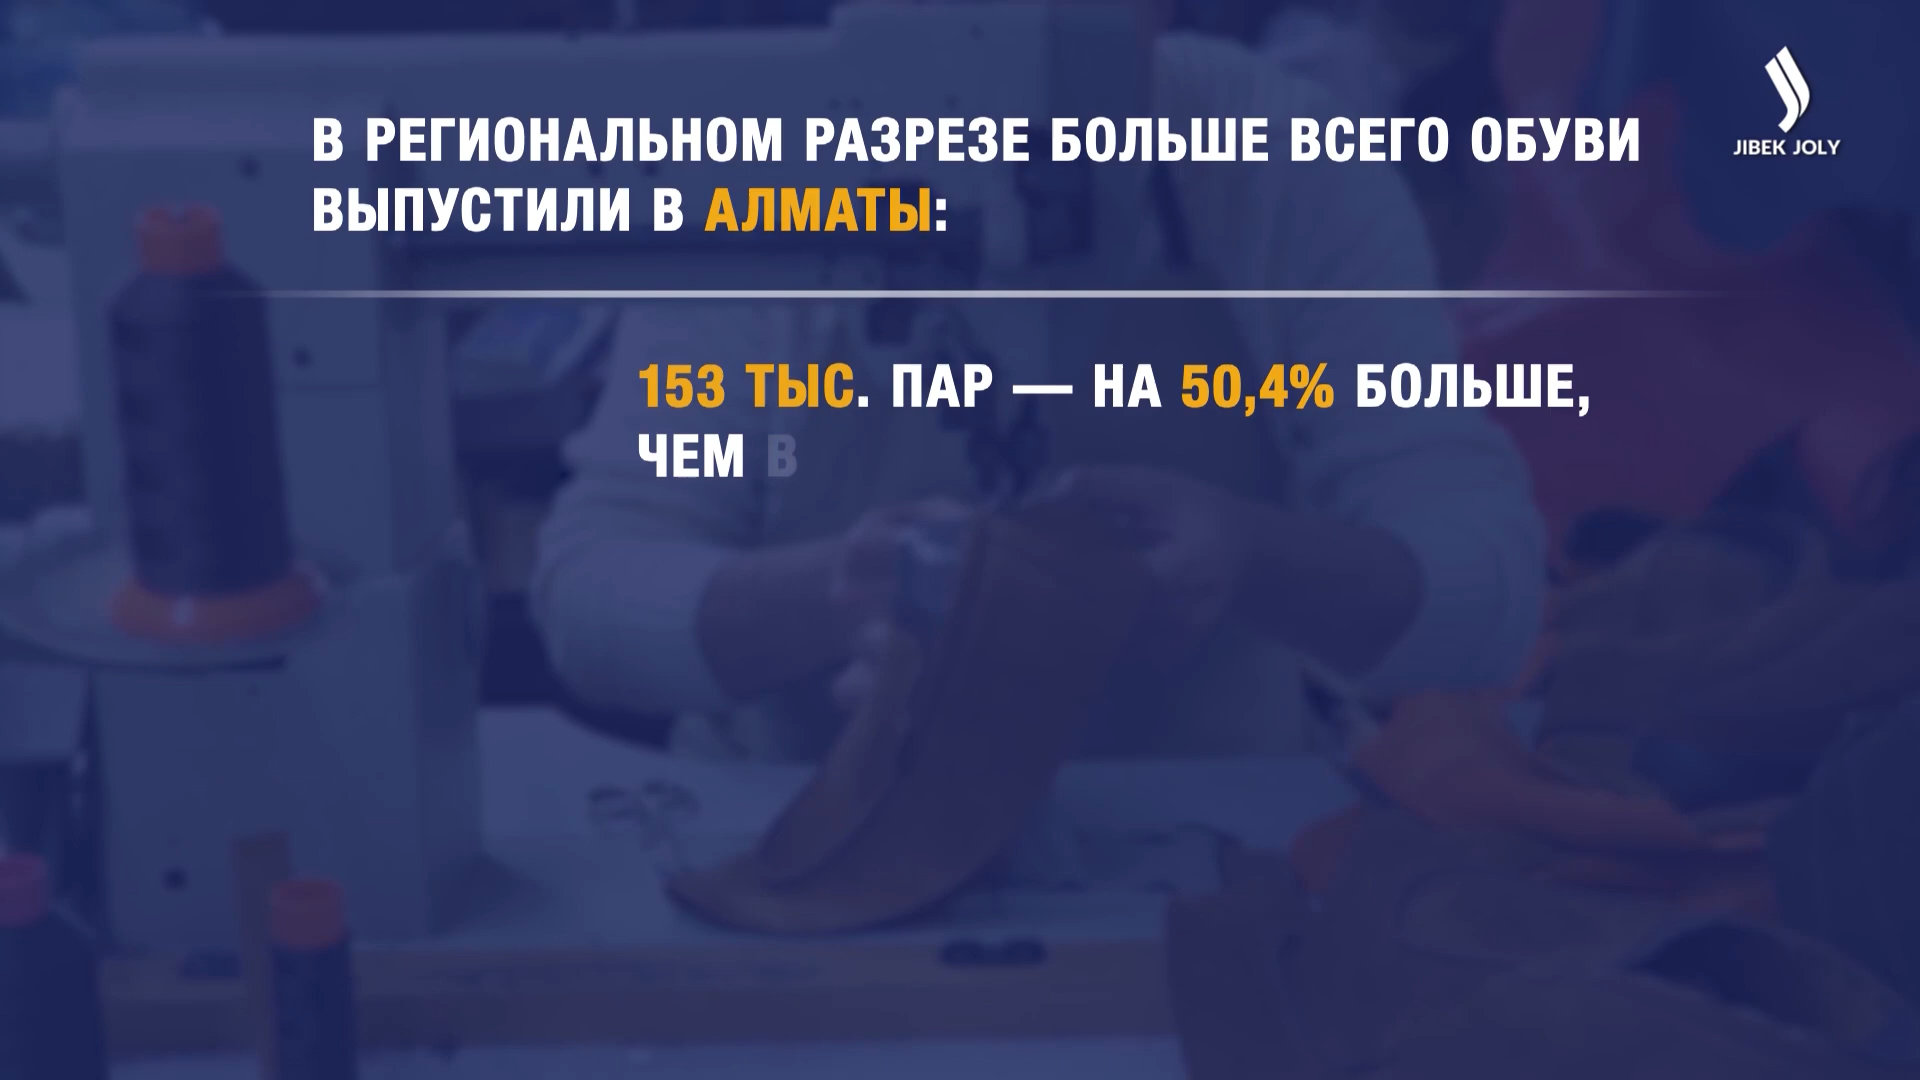 В РЕГИОНАЛЬНОМ РАЗРЕЗЕ БОЛЬШЕ ВСЕГО ОБУВИ
ВЫПУСТИЛИ В АЛМАТЫ:
JIBEK JOLY
153 ТЫС. ПАР — НА 50,4% БОЛЬШЕ,
ЧЕМ В